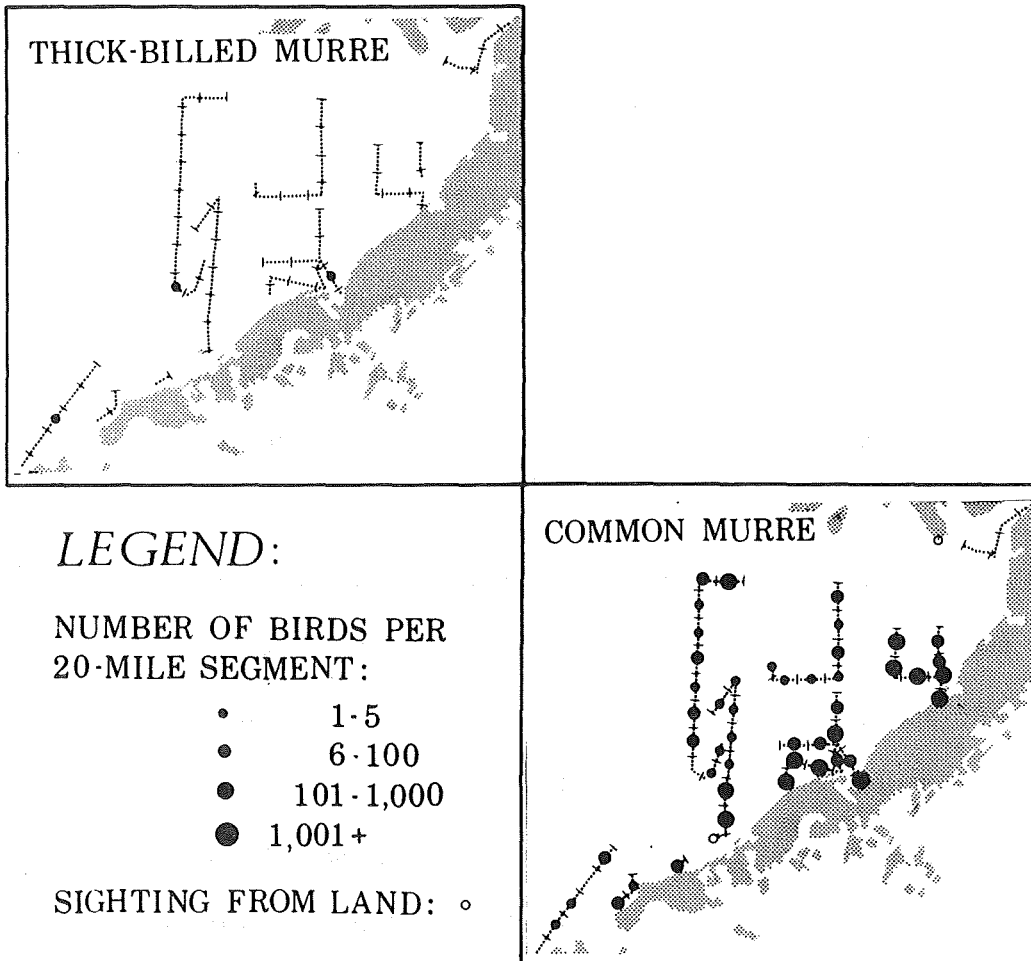 THICK-BILLED MURRE
LEGEND:
NUMBER OF BIRDS PER
20-MILE SEGMENT:
1-5
6-100
101-1,000
1,001+
SIGHTING FROM LAND:
COMMON MURRE